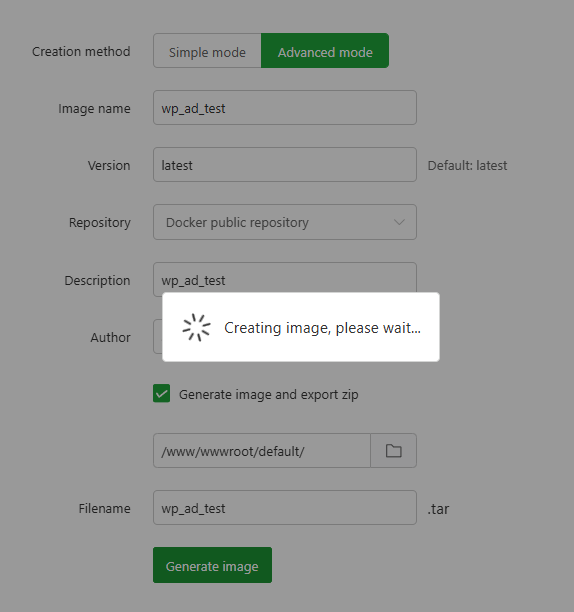 Creation method Simple mode Advanced mode
Image name wp_ad_test
Version latest Default: latest
Repository Docker public repository
Description wp_ad_test
Creating image, please wait...
Author
Generate image and export zip
/www/wwwroot/default/
Filename wp_ad_test .tar
Generate image